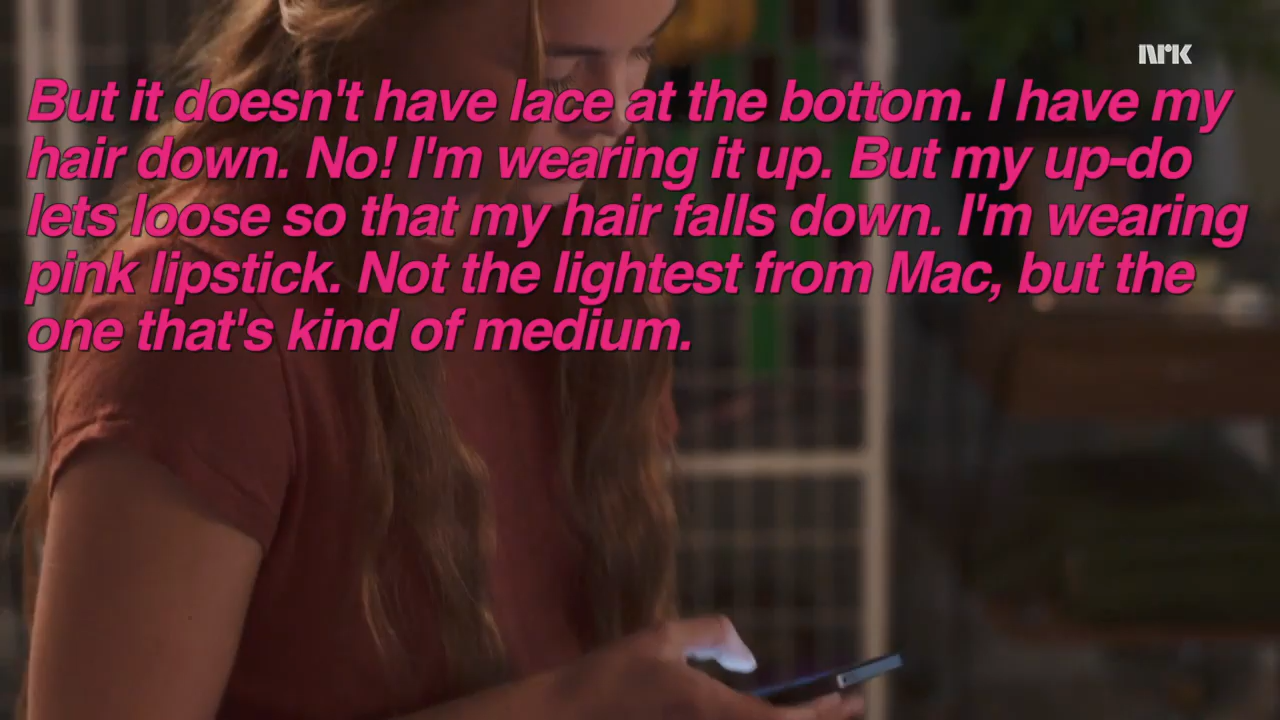 nrk
But it doesn't have lace at the bottom. I have my
hair down. No! I'm wearing it up. But my up-do
lets loose so that my hair falls down. I'm wearing
pink lipstick. Not the lightest from Mac, but the
one that's kind of medium.